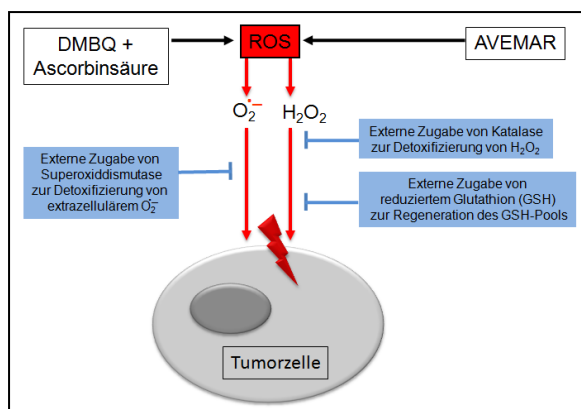 DMBQ +
Ascorbinsäure
ROS
AVEMAR
O₂•−
H₂O₂
Externe Zugabe von
Superoxiddismutase
zur Detoxifizierung von
extrazellulärem O₂•−
Externe Zugabe von Katalase
zur Detoxifizierung von H₂O₂
Externe Zugabe von
reduziertem Glutathion (GSH)
zur Regeneration des GSH-Pools
Tumorzelle